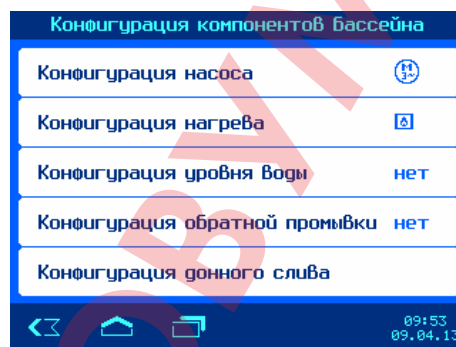 Конфигурация компонентов бассейна
Конфигурация насоса
M
3~
Конфигурация нагрева
Конфигурация уровня воды нет
Конфигурация обратной промывки нет
Конфигурация донного слива
09:53
09.04.13